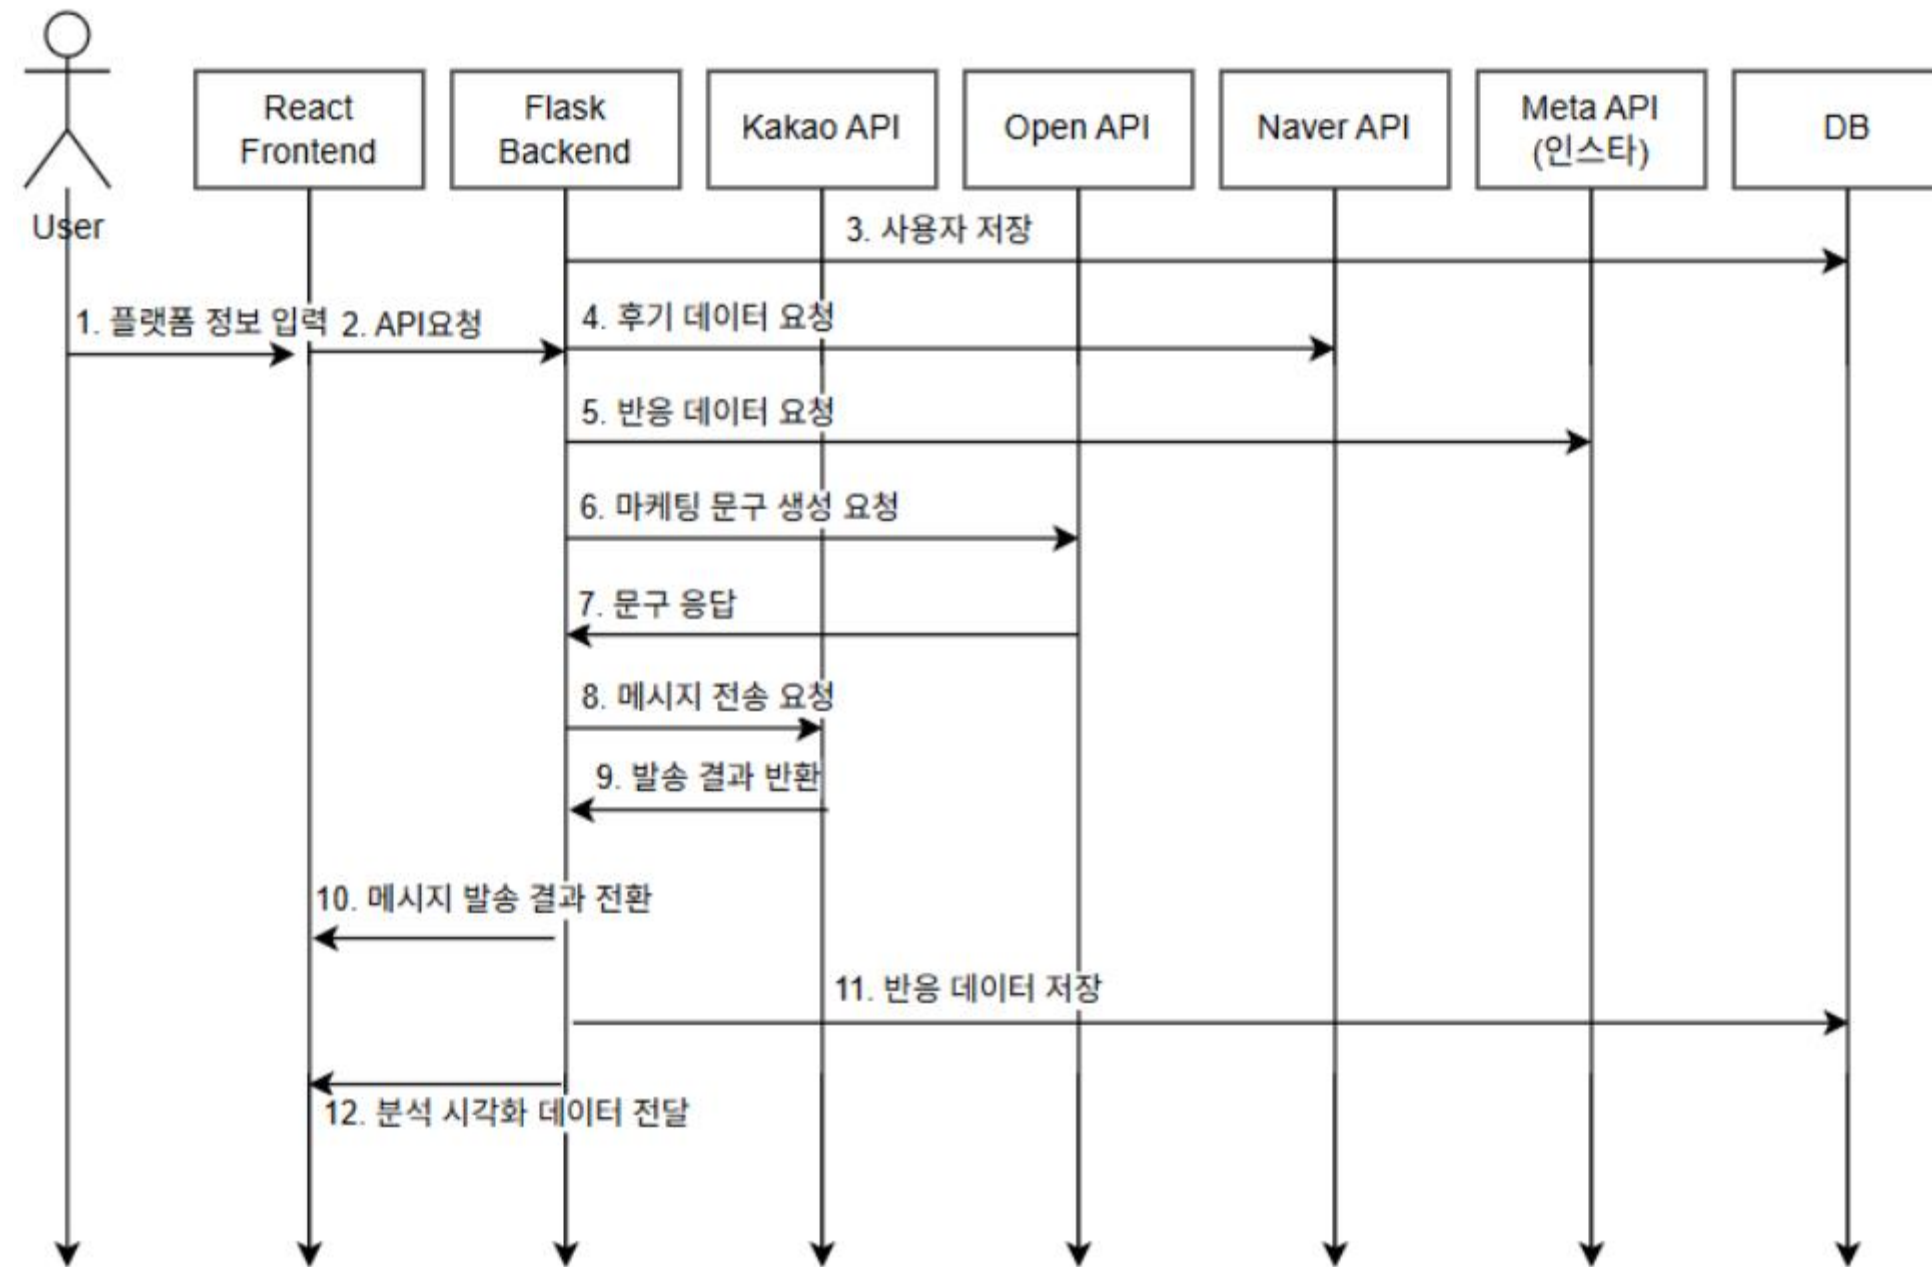 React
Frontend
Flask
Backend
Kakao API
Open API
Naver API
Meta API
(인스타)
DB
User
3. 사용자 저장
1. 플랫폼 정보 입력
2. API요청
4. 후기 데이터 요청
5. 반응 데이터 요청
6. 마케팅 문구 생성 요청
7. 문구 응답
8. 메시지 전송 요청
9. 발송 결과 반환
10. 메시지 발송 결과 전환
11. 반응 데이터 저장
12. 분석 시각화 데이터 전달